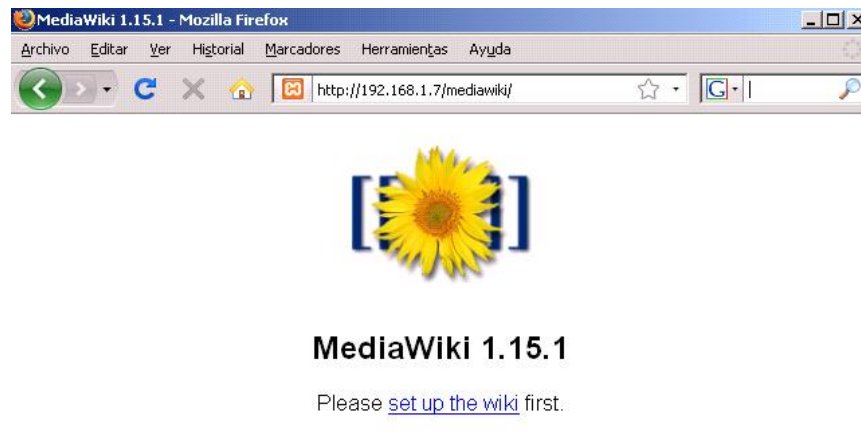 MediaWiki 1.15.1 - Mozilla Firefox
Archivo Editar Ver Historial Marcadores Herramientas Ayuda
http://192.168.1.7/mediawiki/ G
MediaWiki 1.15.1
Please set up the wiki first.